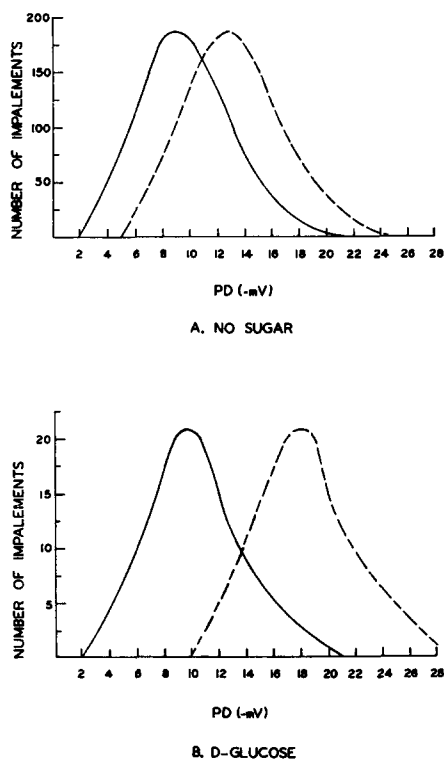 NUMBER OF IMPALEMENTS
200
150
100
50
2 4 6 8 10 12 14 16 18 20 22 24 26 28
PD (-mV)
A. NO SUGAR
NUMBER OF IMPALEMENTS
20
15
10
5
2 4 6 8 10 12 14 16 18 20 22 24 26 28
PD (-mV)
B. D-GLUCOSE